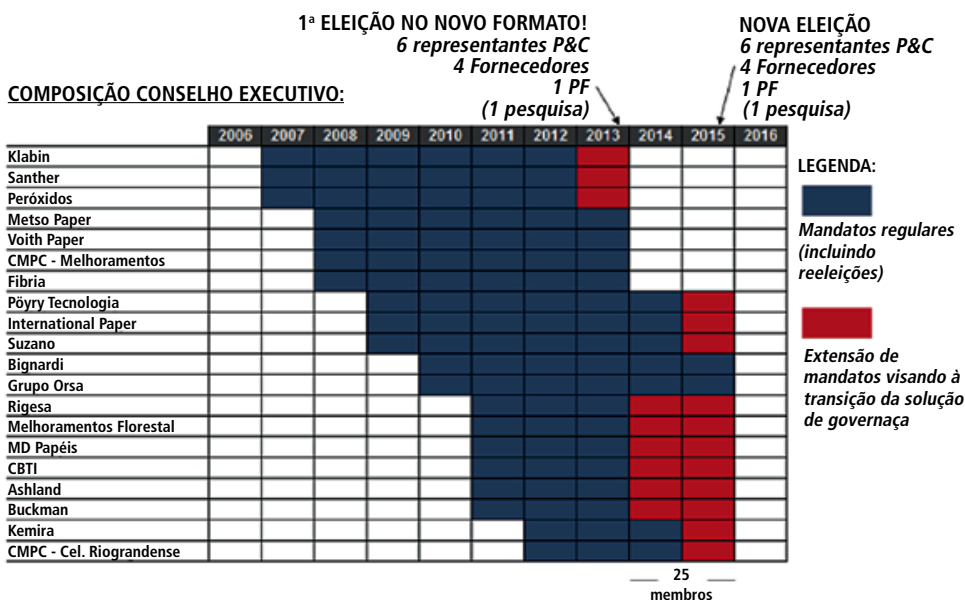 1ª ELEIÇÃO NO NOVO FORMATO!
6 representantes P&C
4 Fornecedores
1 PF
(1 pesquisa)
NOVA ELEIÇÃO
6 representantes P&C
4 Fornecedores
1 PF
(1 pesquisa)
COMPOSIÇÃO CONSELHO EXECUTIVO:
2006 2007 2008 2009 2010 2011 2012 2013 2014 2015 2016
Klabin
Santher
Peróxidos
Metso Paper
Voith Paper
CMPC - Melhoramentos
Fibria
Pöyry Tecnologia
International Paper
Suzano
Bignardi
Grupo Orsa
Rigesa
Melhoramentos Florestal
MD Papéis
CBTI
Ashland
Buckman
Kemira
CMPC - Cel. Riograndense
LEGENDA:
Mandatos regulares
(incluindo
reeleições)
Extensão de
mandatos visando à
transição da solução
de governaça
25
membros